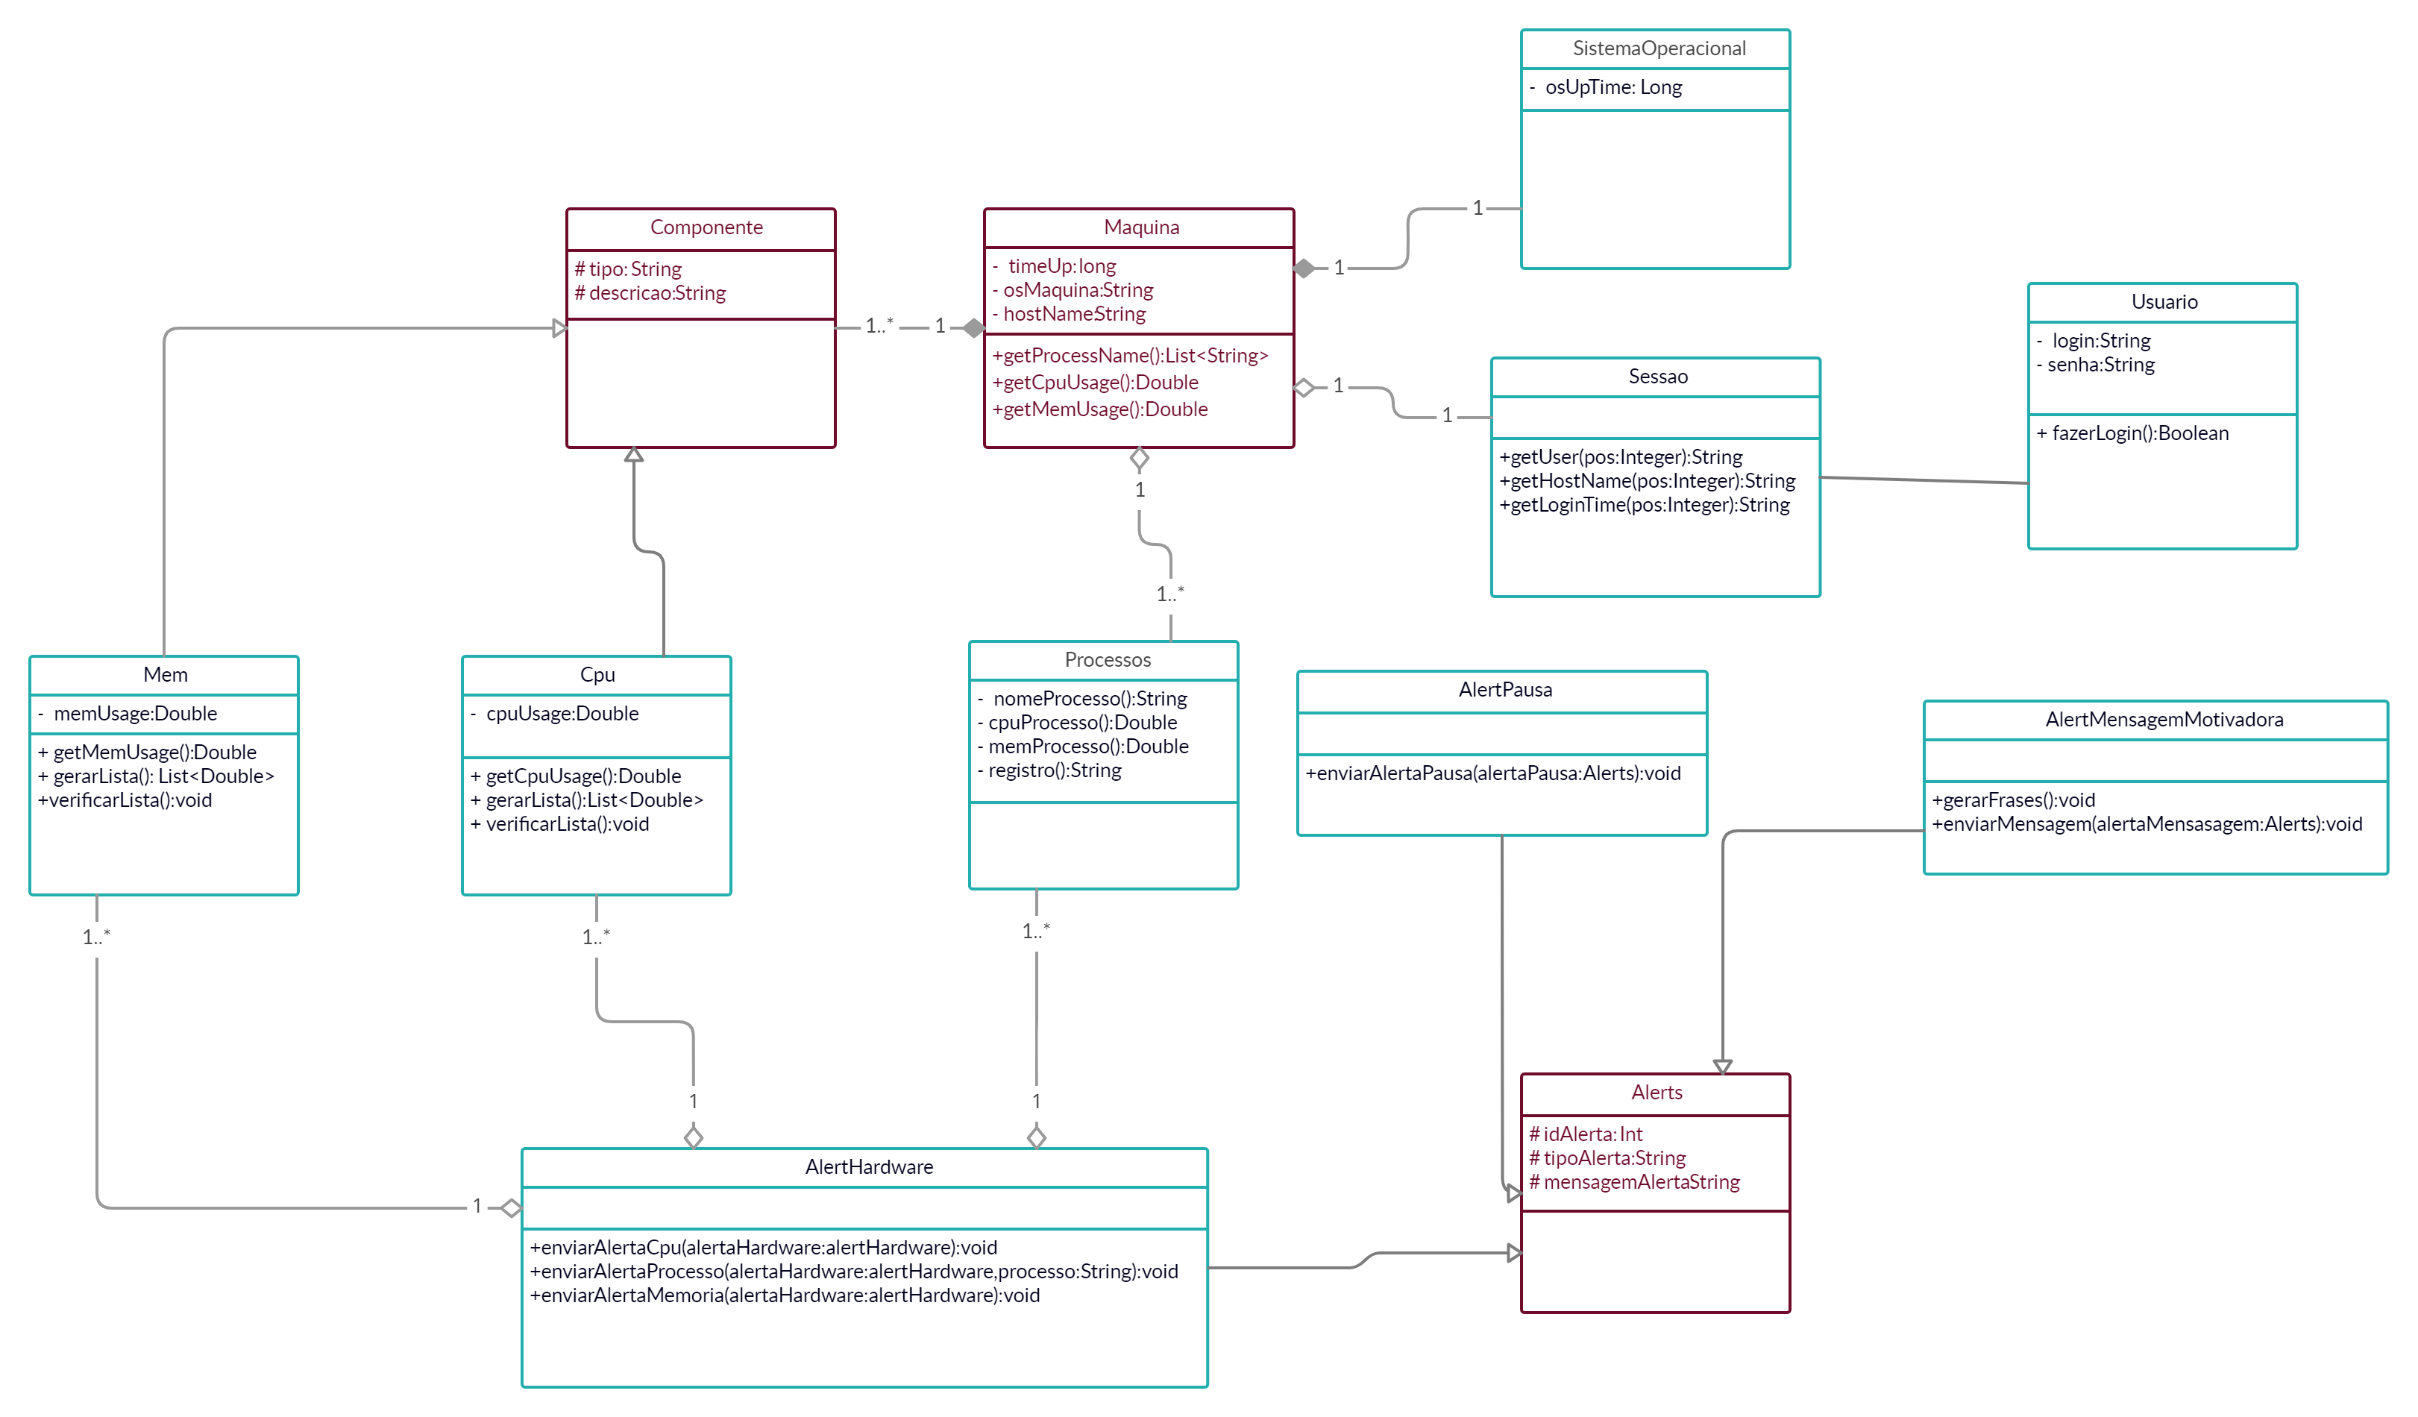 SistemaOperacional
-  osUpTime: Long
Componente
# tipo: String
# descricao:String
1..*
1
Maquina
-  timeUp:long
- osMaquina:String
- hostName:String
+getProcessName():List<String>
+getCpuUsage():Double
+getMemUsage():Double
1
1
1
1
1
1..*
Sessao
+getUser(pos:Integer):String
+getHostName(pos:Integer):String
+getLoginTime(pos:Integer):String
Usuario
-  login:String
- senha:String
+ fazerLogin():Boolean
Mem
-  memUsage:Double
+ getMemUsage():Double
+ gerarLista(): List<Double>
+verificarLista():void
Cpu
-  cpuUsage:Double
+ getCpuUsage():Double
+ gerarLista():List<Double>
+ verificarLista():void
Processos
-  nomeProcesso():String
- cpuProcesso():Double
- memProcesso():Double
- registro():String
AlertPausa
+enviarAlertaPausa(alertaPausa:Alerts):void
AlertMensagemMotivadora
+gerarFrases():void
+enviarMensagem(alertaMensasagem:Alerts):void
1..*
1..*
1..*
1
1
1
AlertHardware
+enviarAlertaCpu(alertaHardware:alertHardware):void
+enviarAlertaProcesso(alertaHardware:alertHardware,processo:String):void
+enviarAlertaMemoria(alertaHardware:alertHardware):void
Alerts
# idAlerta: Int
# tipoAlerta:String
# mensagemAlertaString